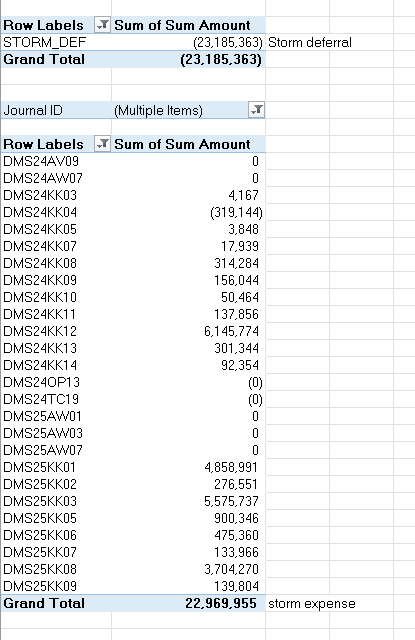 Row Labels Sum of Sum Amount
STORM_DEF (23,185,363) Storm deferral
Grand Total (23,185,363)
Journal ID (Multiple Items)
Row Labels Sum of Sum Amount
DMS24AV09 0
DMS24AW07 0
DMS24KK03 4,167
DMS24KK04 (319,144)
DMS24KK05 3,848
DMS24KK07 17,939
DMS24KK08 314,284
DMS24KK09 156,044
DMS24KK10 50,464
DMS24KK11 137,856
DMS24KK12 6,145,774
DMS24KK13 301,344
DMS24KK14 92,354
DMS24OP13 (0)
DMS24TC19 (0)
DMS25AW01 0
DMS25AW03 0
DMS25AW07 0
DMS25KK01 4,858,991
DMS25KK02 276,551
DMS25KK03 5,575,737
DMS25KK05 900,346
DMS25KK06 475,360
DMS25KK07 133,966
DMS25KK08 3,704,270
DMS25KK09 139,804
Grand Total 22,969,955 storm expense